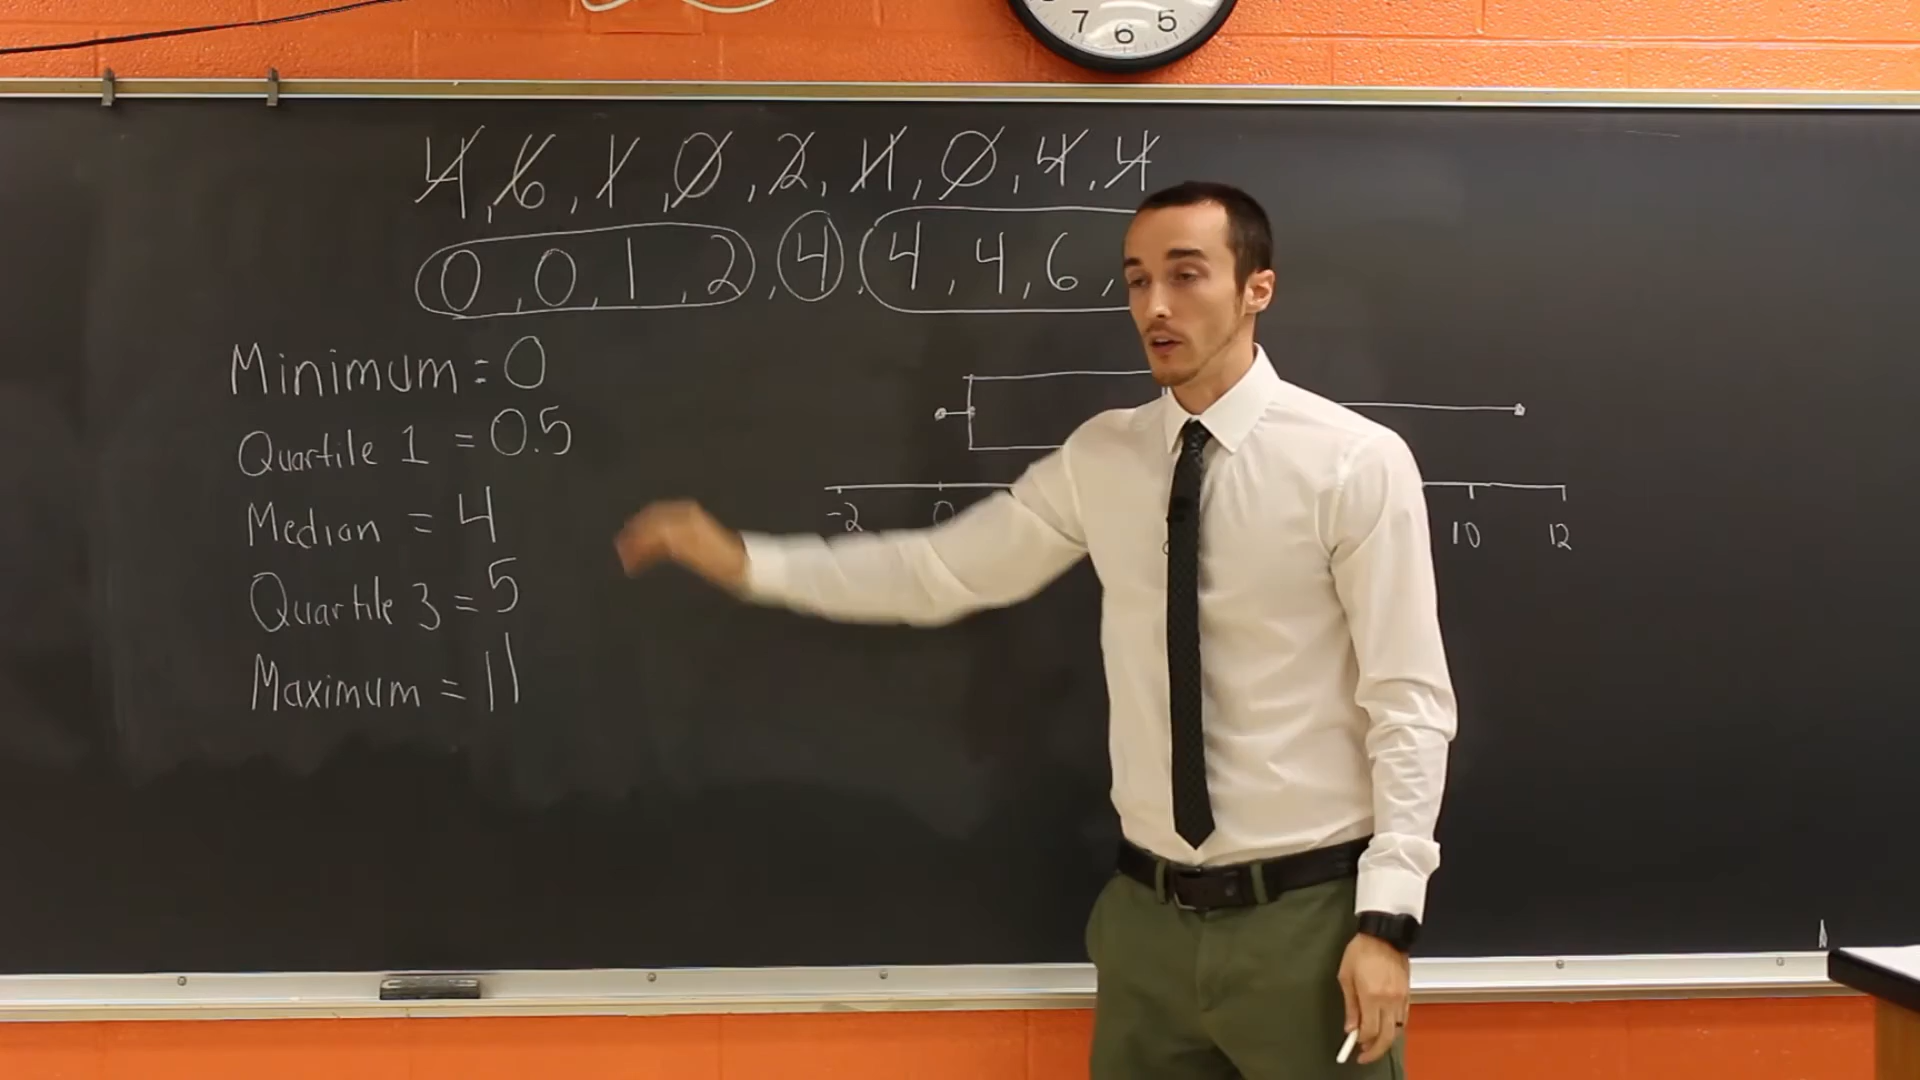 7 6 5
4, 6, 1, 0, 2, 11, 0, 4, 4
0, 0, 1, 2, 4, 4, 4, 6,
Minimum = 0
Quartile 1 = 0.5
Median = 4
Quartile 3 = 5
Maximum = 11
-2 0 10 12